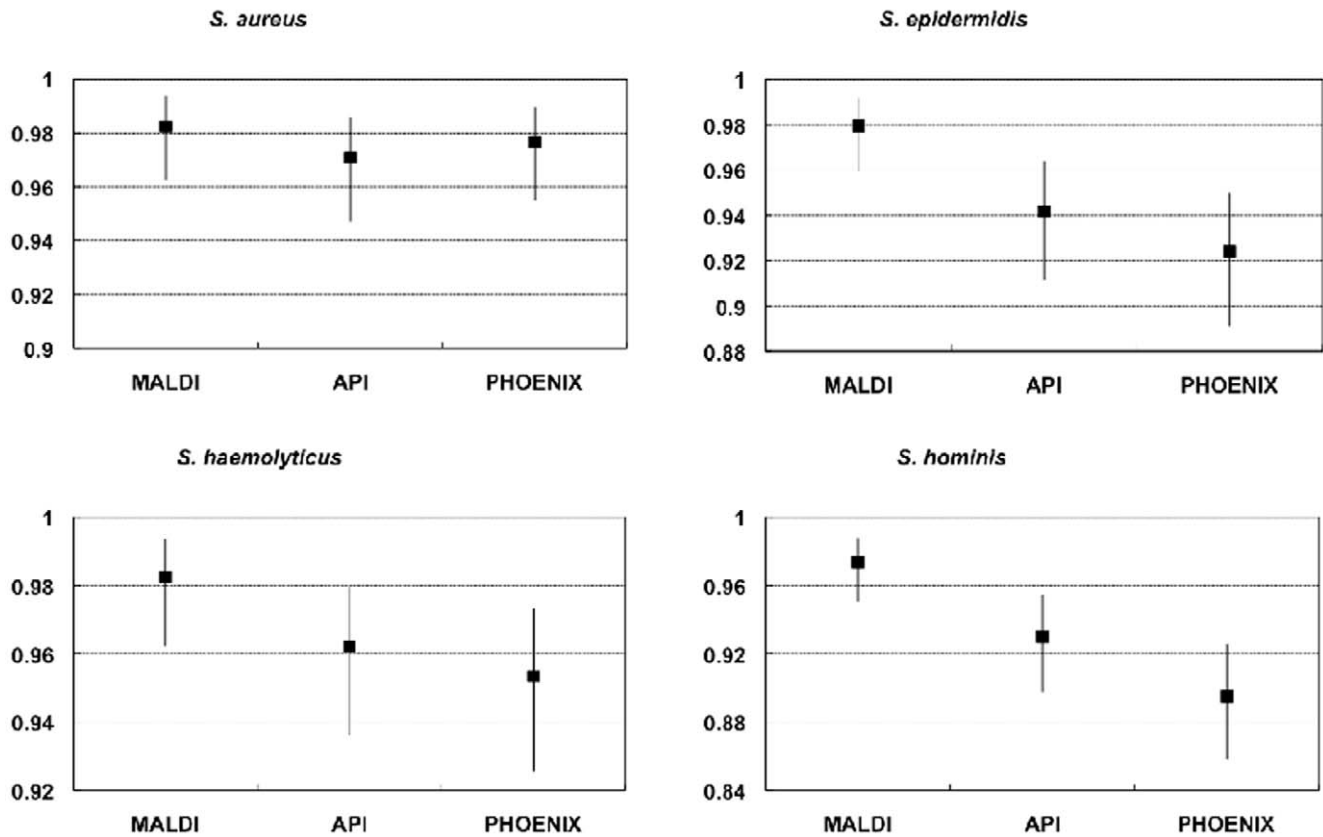 S. aureus
1
0.98
0.96
0.94
0.92
0.9
MALDI API PHOENIX
S. epidermidis
1
0.98
0.96
0.94
0.92
0.9
0.88
MALDI API PHOENIX
S. haemolyticus
1
0.98
0.96
0.94
0.92
MALDI API PHOENIX
S. hominis
1
0.96
0.92
0.88
0.84
MALDI API PHOENIX